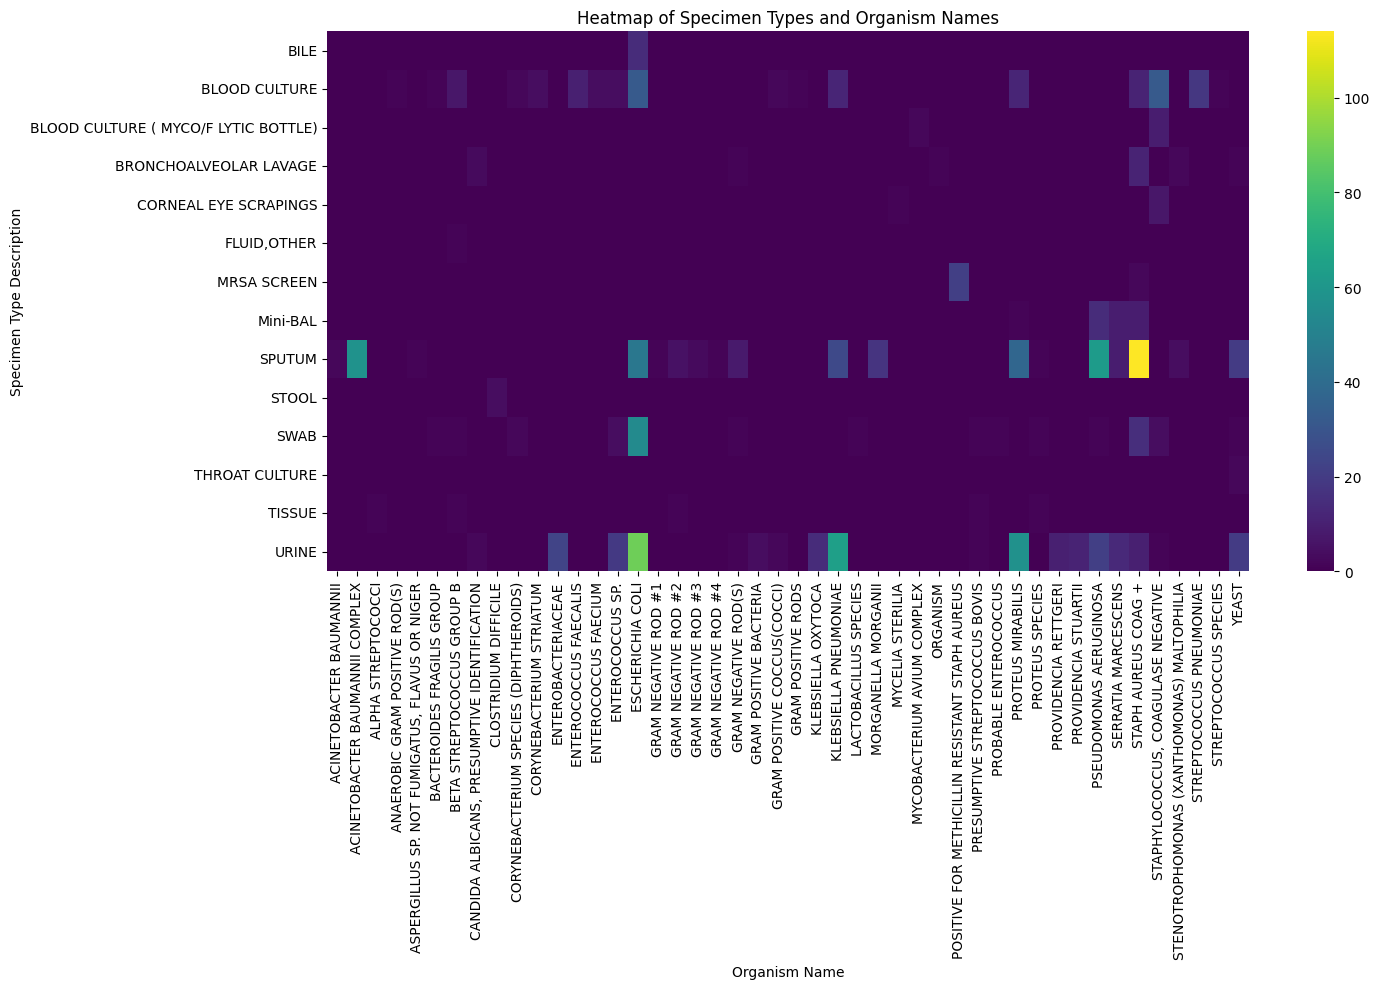 Heatmap of Specimen Types and Organism Names
Specimen Type Description
BILE
BLOOD CULTURE
BLOOD CULTURE ( MYCO/F LYTIC BOTTLE)
BRONCHOALVEOLAR LAVAGE
CORNEAL EYE SCRAPINGS
FLUID,OTHER
MRSA SCREEN
Mini-BAL
SPUTUM
STOOL
SWAB
THROAT CULTURE
TISSUE
URINE
ACINETOBACTER BAUMANNII
ACINETOBACTER BAUMANNII COMPLEX
ALPHA STREPTOCOCCI
ANAEROBIC GRAM POSITIVE ROD(S)
ASPERGILLUS SP. NOT FUMIGATUS, FLAVUS OR NIGER
BACTEROIDES FRAGILIS GROUP
BETA STREPTOCOCCUS GROUP B
CANDIDA ALBICANS, PRESUMPTIVE IDENTIFICATION
CLOSTRIDIUM DIFFICILE
CORYNEBACTERIUM SPECIES (DIPHTHEROIDS)
CORYNEBACTERIUM STRIATUM
ENTEROBACTERIACEAE
ENTEROCOCCUS FAECALIS
ENTEROCOCCUS FAECIUM
ENTEROCOCCUS SP.
ESCHERICHIA COLI
GRAM NEGATIVE ROD #1
GRAM NEGATIVE ROD #2
GRAM NEGATIVE ROD #3
GRAM NEGATIVE ROD #4
GRAM NEGATIVE ROD(S)
GRAM POSITIVE BACTERIA
GRAM POSITIVE COCCUS(COCCI)
GRAM POSITIVE RODS
KLEBSIELLA OXYTOCA
KLEBSIELLA PNEUMONIAE
LACTOBACILLUS SPECIES
MORGANELLA MORGANII
MYCELIA STERILIA
MYCOBACTERIUM AVIUM COMPLEX
ORGANISM
POSITIVE FOR METHICILLIN RESISTANT STAPH AUREUS
PRESUMPTIVE STREPTOCOCCUS BOVIS
PROBABLE ENTEROCOCCUS
PROTEUS MIRABILIS
PROTEUS SPECIES
PROVIDENCIA RETTGERI
PROVIDENCIA STUARTII
PSEUDOMONAS AERUGINOSA
SERRATIA MARCESCENS
STAPH AUREUS COAG +
STAPHYLOCOCCUS, COAGULASE NEGATIVE
STENOTROPHOMONAS (XANTHOMONAS) MALTOPHILIA
STREPTOCOCCUS PNEUMONIAE
STREPTOCOCCUS SPECIES
YEAST
Organism Name
100
80
60
40
20
0